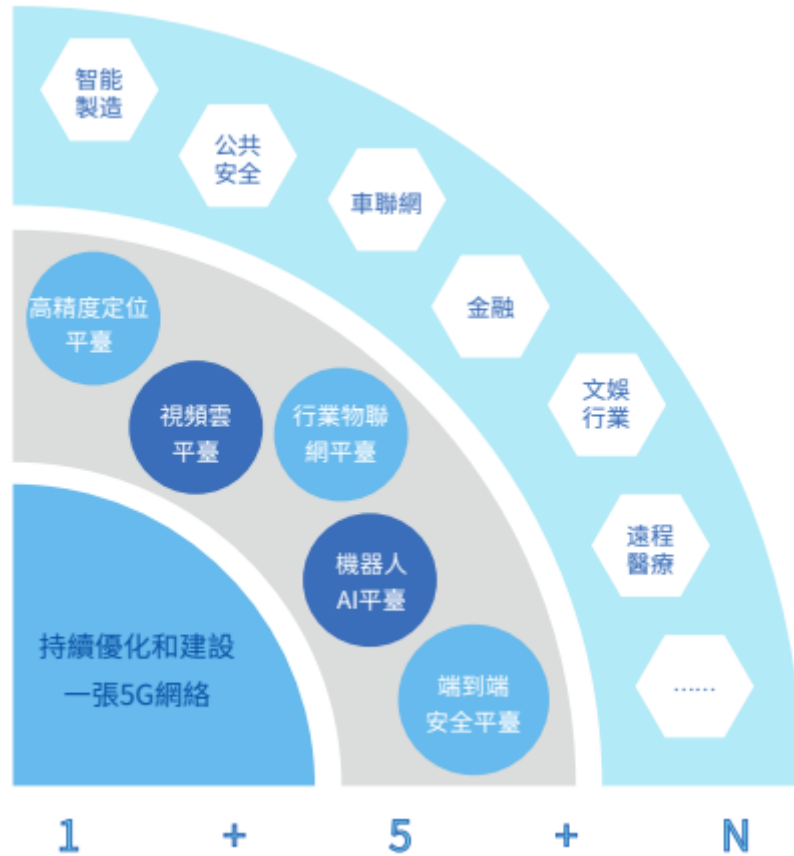 智能
製造
公共
安全
車聯網
金融
文娛
行業
遠程
醫療
……
高精度定位
平臺
視頻雲
平臺
行業物聯
網平臺
機器人
AI平臺
端到端
安全平臺
持續優化和建設
一張5G網絡
1 + 5 + N